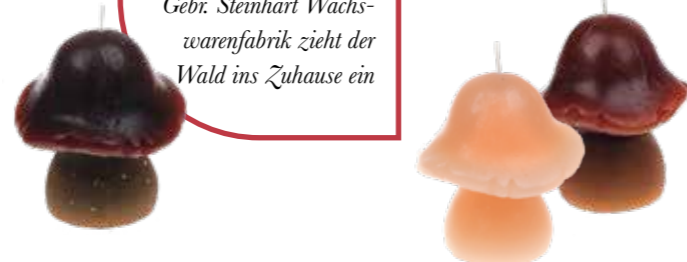 Gebr. Steinhart Wachs-
warenfabrik zieht der
Wald ins Zuhause ein